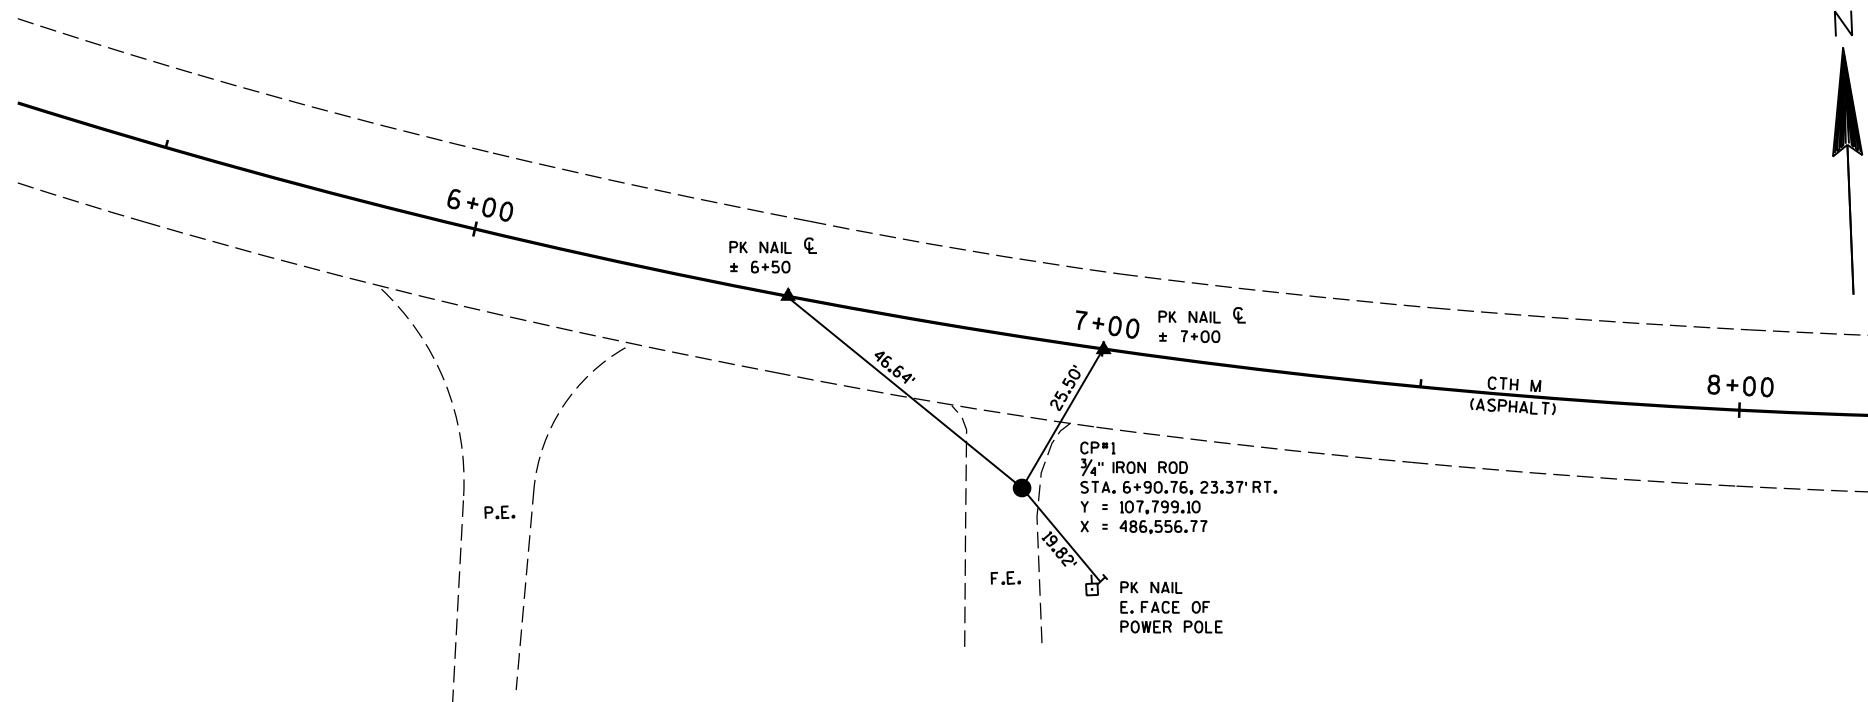 N
6+00
PK NAIL ℄
± 6+50
7+00
PK NAIL ℄
± 7+00
46.64'
25.50'
CTH M
(ASPHALT)
8+00
CP#1
¾" IRON ROD
STA. 6+90.76, 23.37' RT.
Y = 107,799.10
X = 486,556.77
P.E.
19.82'
F.E.
PK NAIL
E. FACE OF
POWER POLE